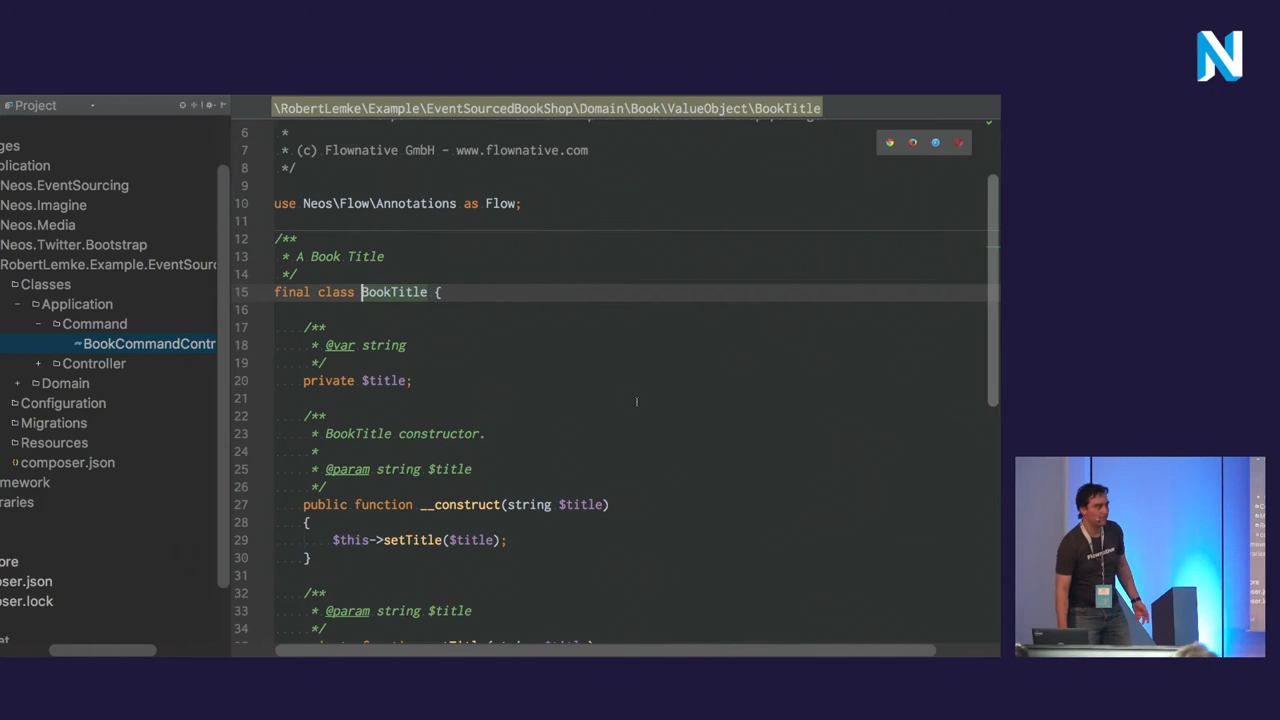 N
Project
\RobertLemke\Example\EventSourcedBookShop\Domain\Book\ValueObject\BookTitle
ges
plication
Neos.EventSourcing
Neos.Imagine
Neos.Media
Neos.Twitter.Bootstrap
RobertLemke.Example.EventSour
Classes
Application
Command
BookCommandContr
Controller
Domain
Configuration
Migrations
Resources
composer.json
mework
raries
ore
oser.json
oser.lock
6 *
7 * (c) Flownative GmbH - www.flownative.com
8 */
9
10 use Neos\Flow\Annotations as Flow;
11
12 /**
13 * A Book Title
14 */
15 final class BookTitle {
16
17 /**
18 * @var string
19 */
20 private $title;
21
22 /**
23 * BookTitle constructor.
24 *
25 * @param string $title
26 */
27 public function __construct(string $title)
28 {
29 $this->setTitle($title);
30 }
31
32 /**
33 * @param string $title
34 */
Flownative